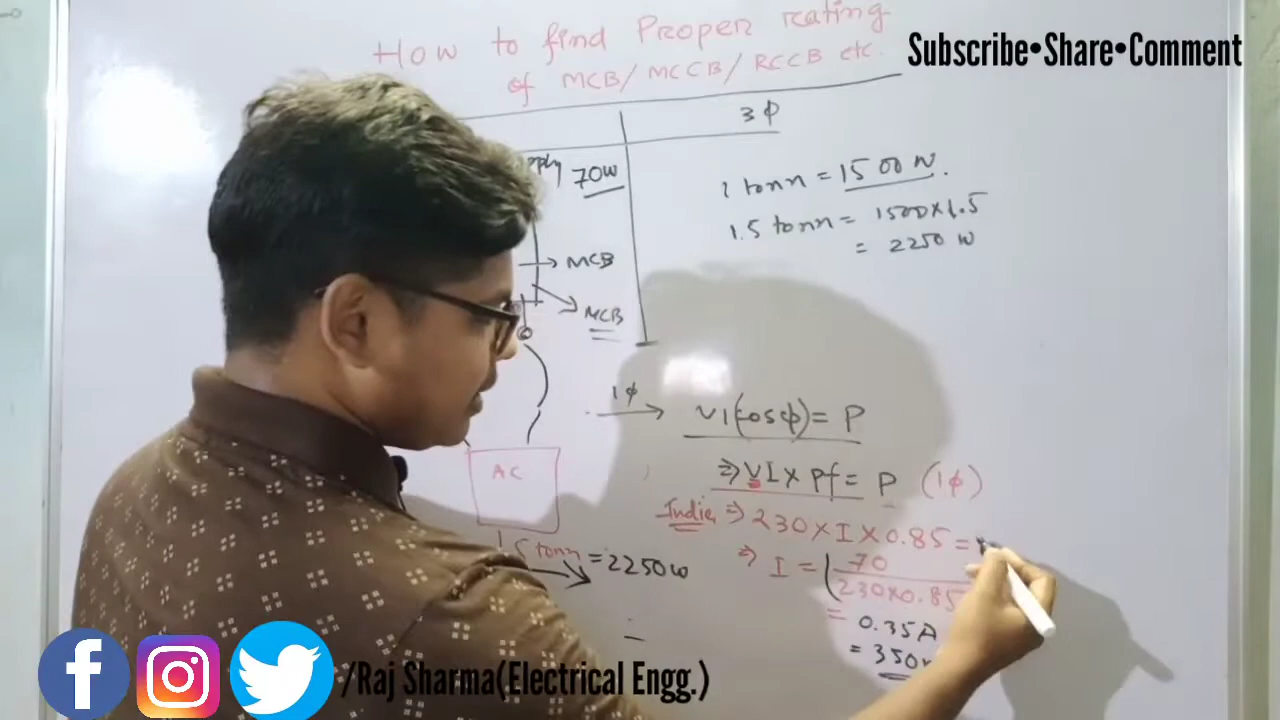 How to find Proper rating
of MCB/MCCB/RCCB etc.
Subscribe•Share•Comment
3 ϕ
70W
1 tonn = 1500 W.
1.5 tonn = 1500×1.5
= 2250 W
MCB
MCB
1ϕ
VI(cosϕ) = P
⇒ VI × Pf = P (1ϕ)
India ⇒ 230 × I × 0.85 =
⇒ I = ( 70
230×0.85
= 0.35A
= 350
AC
1.5 tonn = 2250W
/Raj Sharma(Electrical Engg.)